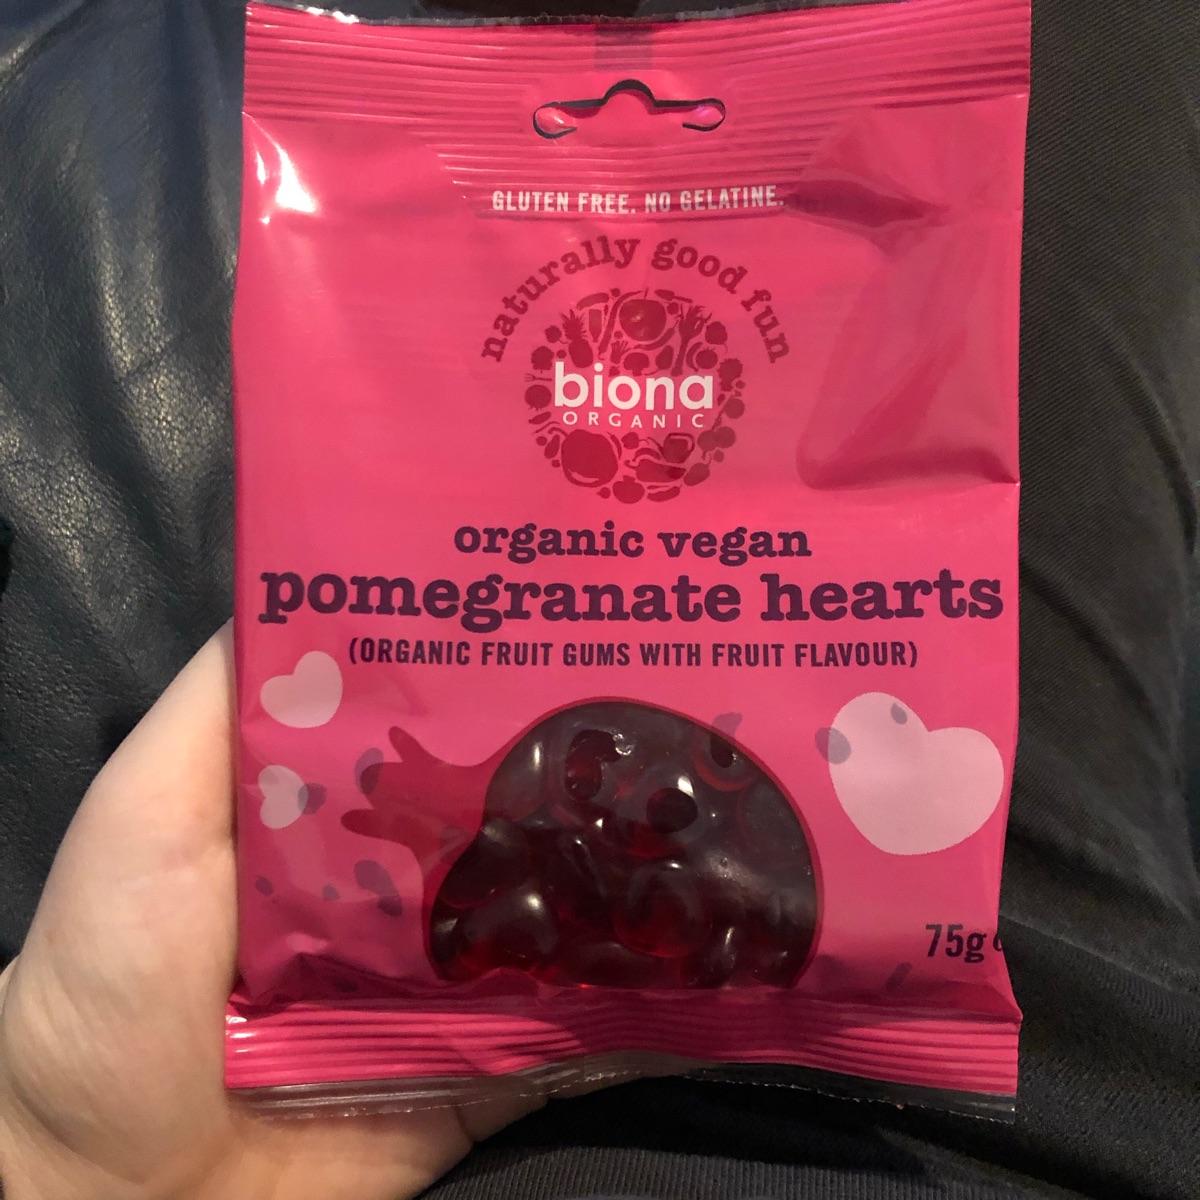 GLUTEN FREE. NO GELATINE.
naturally good fun
biona
ORGANIC
organic vegan
pomegranate hearts
(ORGANIC FRUIT GUMS WITH FRUIT FLAVOUR)
75g